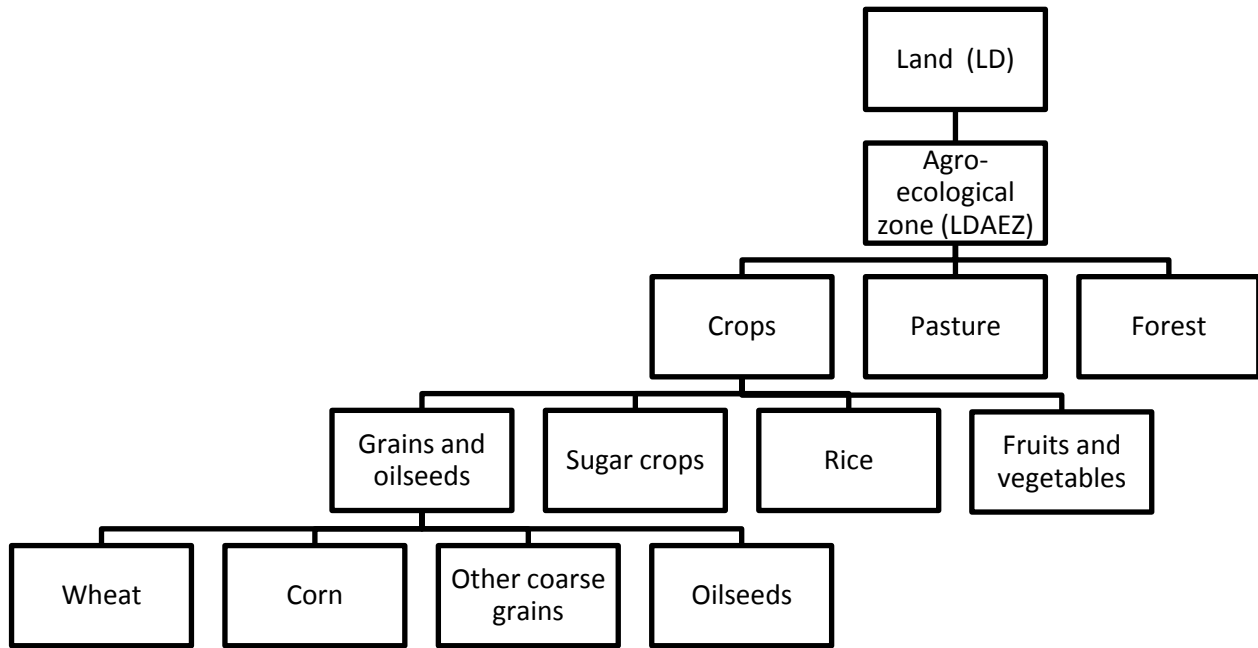 Land (LD)
Agro-
ecological
zone (LDAEZ)
Crops
Pasture
Forest
Grains and
oilseeds
Sugar crops
Rice
Fruits and
vegetables
Wheat
Corn
Other coarse
grains
Oilseeds